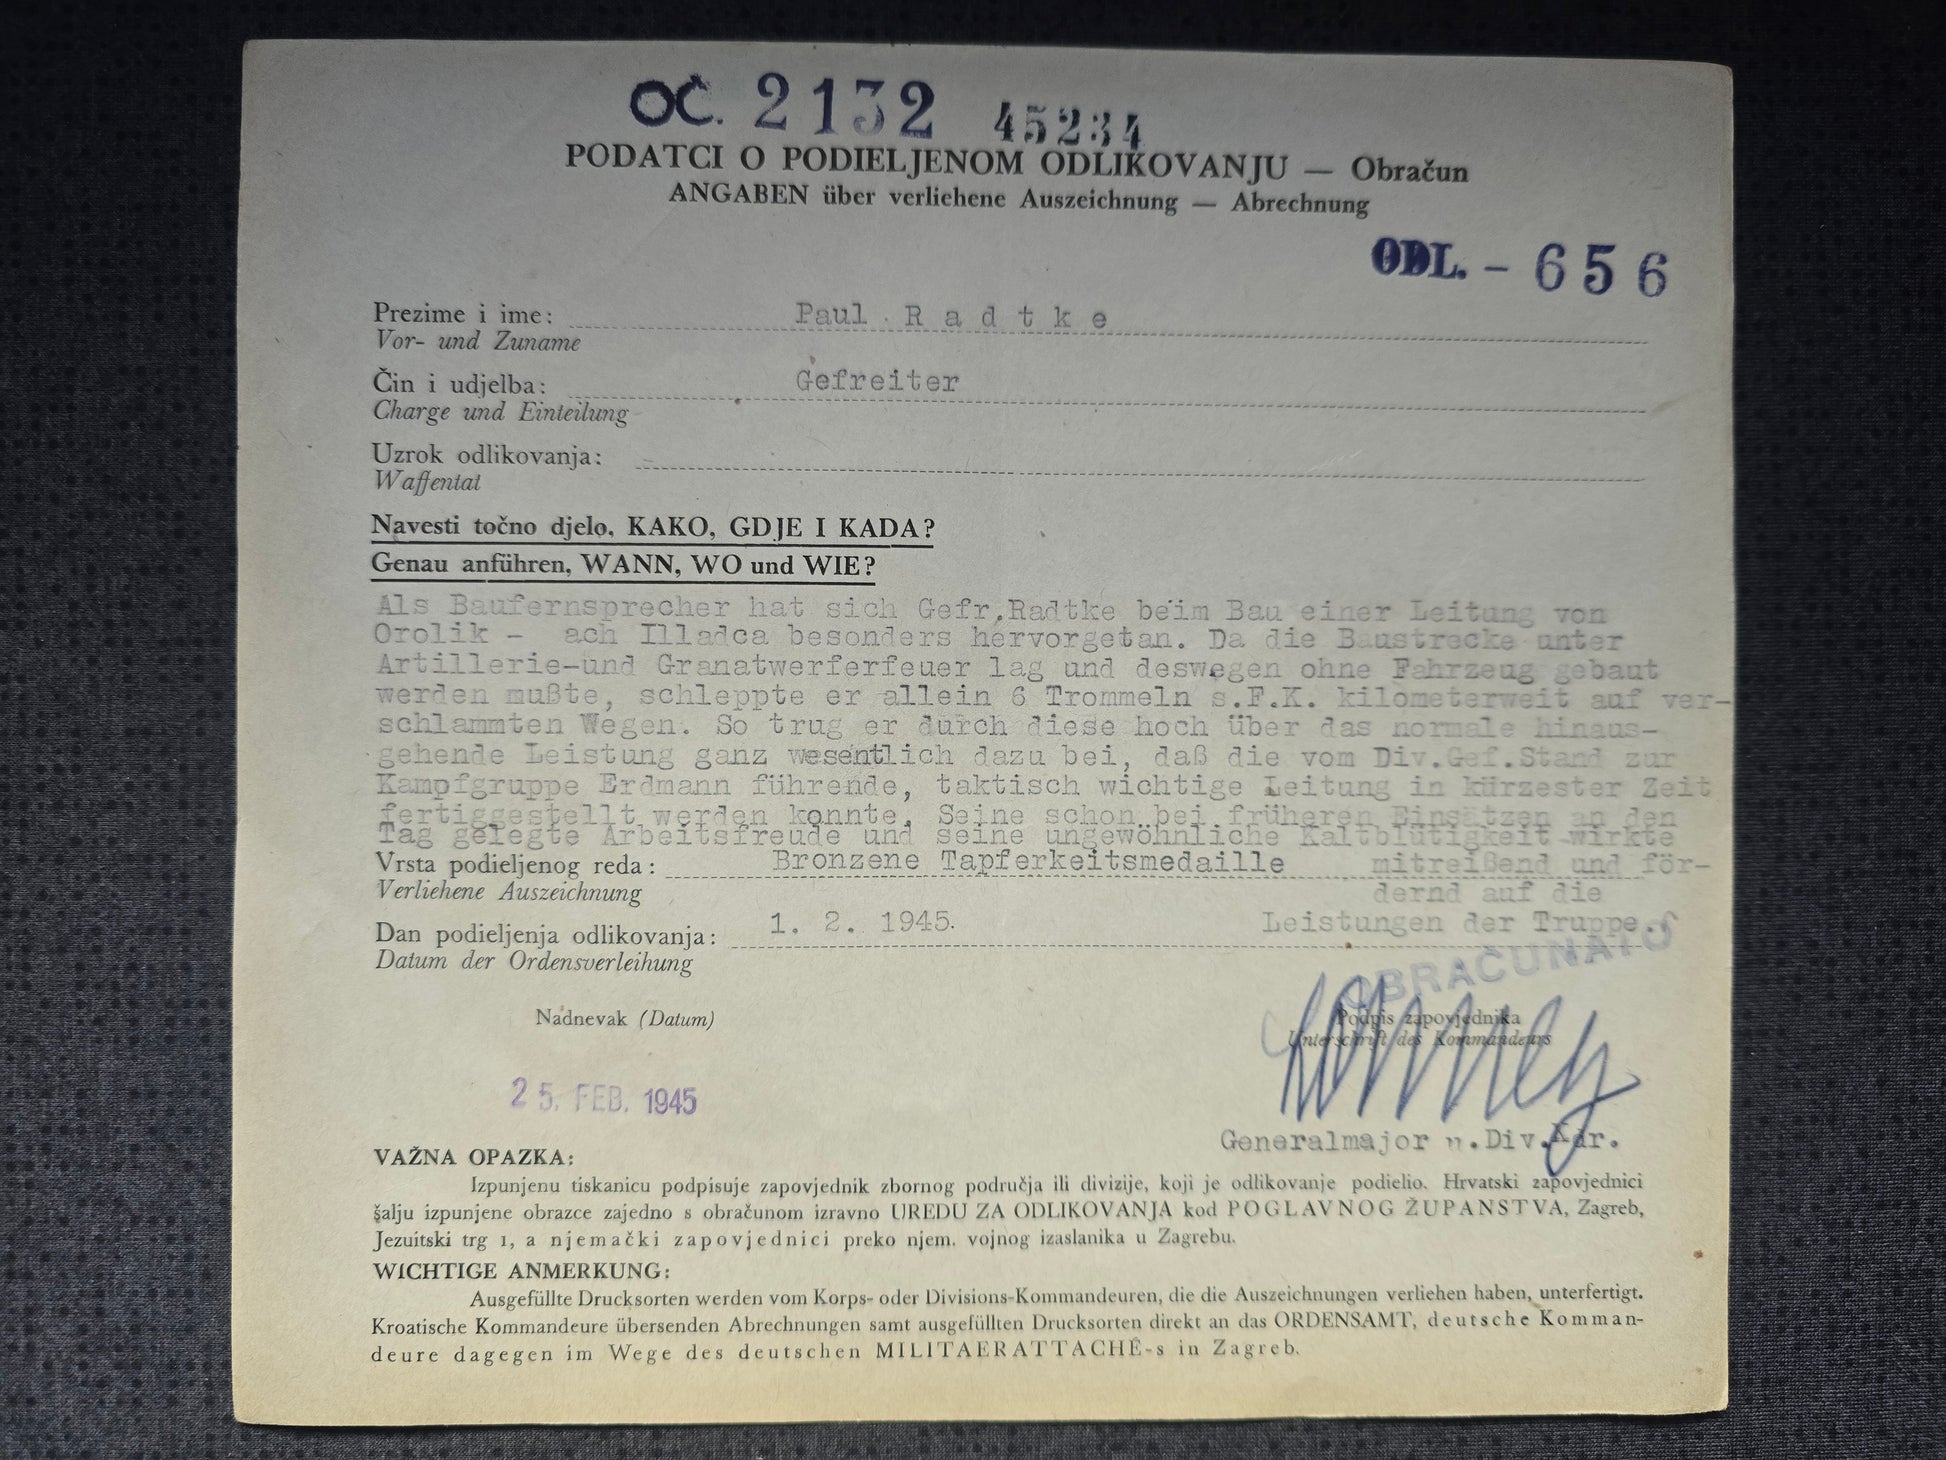 OČ. 2132 45234
PODATCI O PODIELJENOM ODLIKOVANJU — Obračun
ANGABEN über verliehene Auszeichnung — Abrechnung
ODL. - 656
Prezime i ime: Paul R a d t k e
Vor- und Zuname
Čin i udjelba: Gefreiter
Charge und Einteilung
Uzrok odlikovanja:
Waffentat
Navesti točno djelo, KAKO, GDJE I KADA?
Genau anführen, WANN, WO und WIE?
Als Baufernsprecher hat sich Gefr.Radtke beim Bau einer Leitung von
Orolik - ach Illadca besonders hervorgetan. Da die Baustrecke unter
Artillerie-und Granatwerferfeuer lag und deswegen ohne Fahrzeug gebaut
werden mußte, schleppte er allein 6 Trommeln s.F.K. kilometerweit auf ver-
schlammten Wegen. So trug er durch diese hoch über das normale hinaus-
gehende Leistung ganz wesentlich dazu bei, daß die vom Div.Gef.Stand zur
Kampfgruppe Erdmann führende, taktisch wichtige Leitung in kürzester Zeit
fertiggestellt werden konnte. Seine schon bei früheren Einsätzen an den
Tag gelegte Arbeitsfreude und seine ungewöhnliche Kaltblütigkeit wirkte
Vrsta podieljenog reda: Bronzene Tapferkeitsmedaille mitreißend und för-
Verliehene Auszeichnung dernd auf die
Dan podieljenja odlikovanja: 1. 2. 1945. Leistungen der Truppe.
Datum der Ordensverleihung
OBRAČUNATO
Nadnevak (Datum) Podpis zapovjednika
Unterschrift des Kommandeurs
25. FEB. 1945
Generalmajor u.Div.Kdr.
VAŽNA OPAZKA:
Izpunjenu tiskanicu podpisuje zapovjednik zbornog područja ili divizije, koji je odlikovanje podielio. Hrvatski zapovjednici
šalju izpunjene obrazce zajedno s obračunom izravno UREDU ZA ODLIKOVANJA kod POGLAVNOG ŽUPANSTVA, Zagreb,
Jezuitski trg 1, a njemački zapovjednici preko njem. vojnog izaslanika u Zagrebu.
WICHTIGE ANMERKUNG:
Ausgefüllte Drucksorten werden vom Korps- oder Divisions-Kommandeuren, die die Auszeichnungen verliehen haben, unterfertigt.
Kroatische Kommandeure übersenden Abrechnungen samt ausgefüllten Drucksorten direkt an das ORDENSAMT, deutsche Komman-
deure dagegen im Wege des deutschen MILITAERATTACHÉ-s in Zagreb.